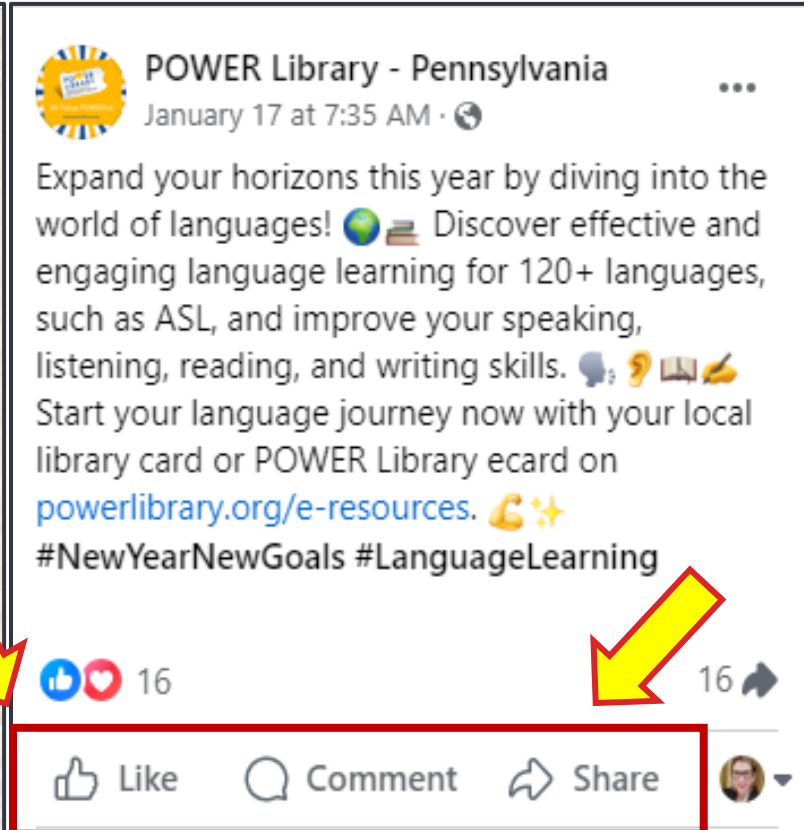 POWER Library - Pennsylvania
January 17 at 7:35 AM ·
Expand your horizons this year by diving into the
world of languages! 🌍📚 Discover effective and
engaging language learning for 120+ languages,
such as ASL, and improve your speaking,
listening, reading, and writing skills. 🗣️👂📖✍️
Start your language journey now with your local
library card or POWER Library ecard on
powerlibrary.org/e-resources. 💪✨
#NewYearNewGoals #LanguageLearning
16
16
Like Comment Share